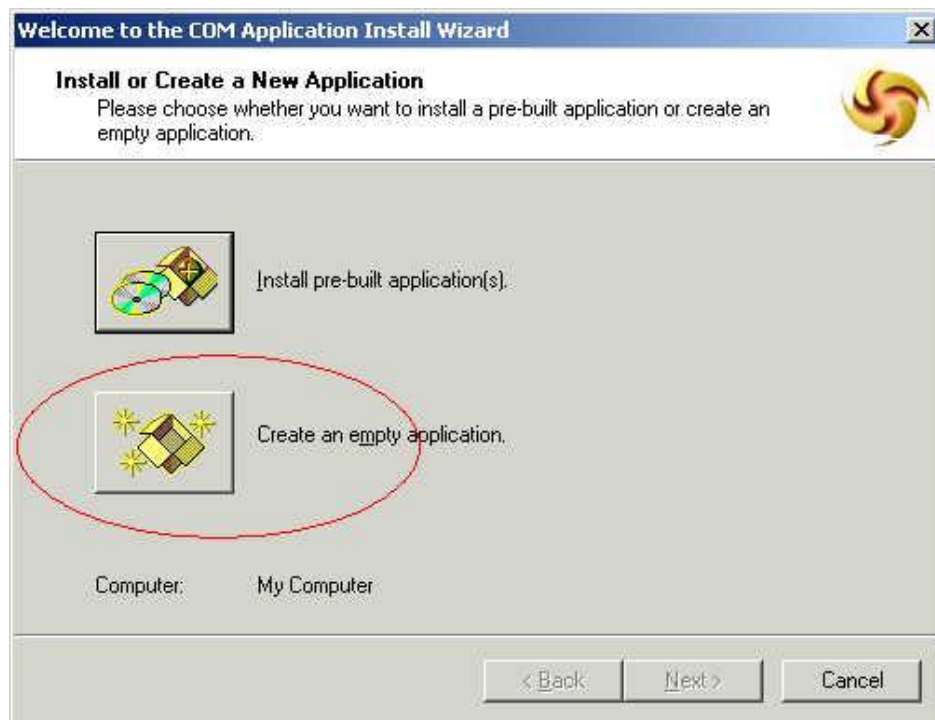 Welcome to the COM Application Install Wizard
Install or Create a New Application
Please choose whether you want to install a pre-built application or create an
empty application.
Install pre-built application(s).
Create an empty application.
Computer: My Computer
< Back Next > Cancel